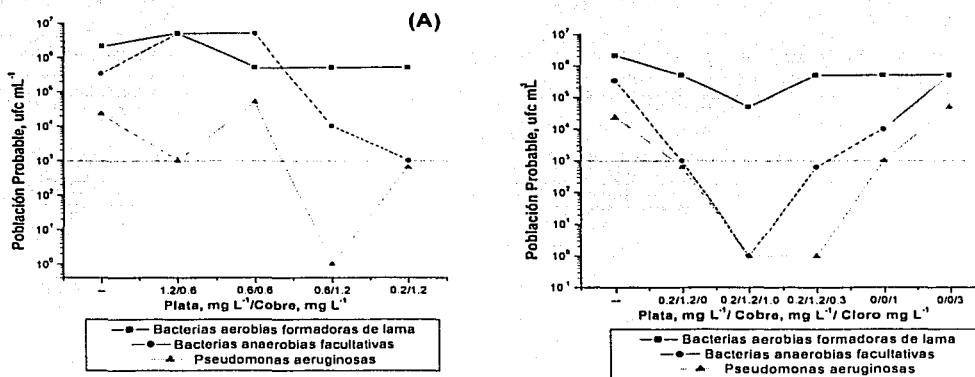 (A)
Población Probable, ufc mL⁻¹
10⁷
10⁶
10⁵
10⁴
10³
10²
10¹
10⁰
-- 1.2/0.6 0.6/0.6 0.6/1.2 0.2/1.2
Plata, mg L⁻¹/Cobre, mg L⁻¹
Bacterias aerobias formadoras de lama
Bacterias anaerobias facultativas
Pseudomonas aeruginosas
Población Probable, ufc mL
10⁷
10⁶
10⁵
10⁴
10¹
10⁻¹
-- 0.2/1.2/0 0.2/1.2/1.0 0.2/1.2/0.3 0/0/1 0/0/3
Plata, mg L⁻¹/ Cobre, mg L⁻¹/ Cloro mg L⁻¹
Bacterias aerobias formadoras de lama
Bacterias anaerobias facultativas
Pseudomonas aeruginosas